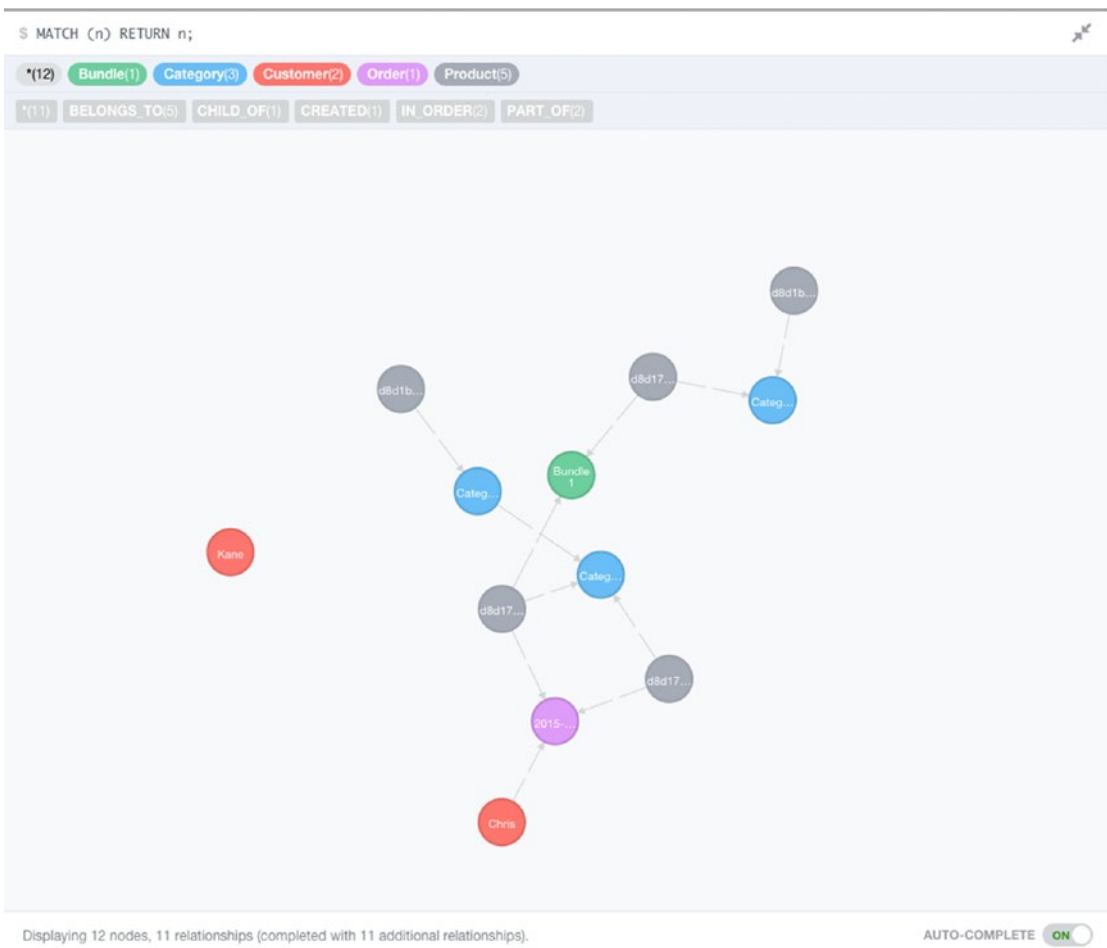 $ MATCH (n) RETURN n;
*(12) Bundle(1) Category(3) Customer(2) Order(1) Product(5)
*(11) BELONGS_TO(5) CHILD_OF(1) CREATED(1) IN_ORDER(2) PART_OF(2)
d8d1b...
d8d17...
d8d1b...
Categ...
Bundle
1
Categ...
Kane
Categ...
d8d17...
d8d17...
2015-...
Chris
Displaying 12 nodes, 11 relationships (completed with 11 additional relationships).
AUTO-COMPLETE ON